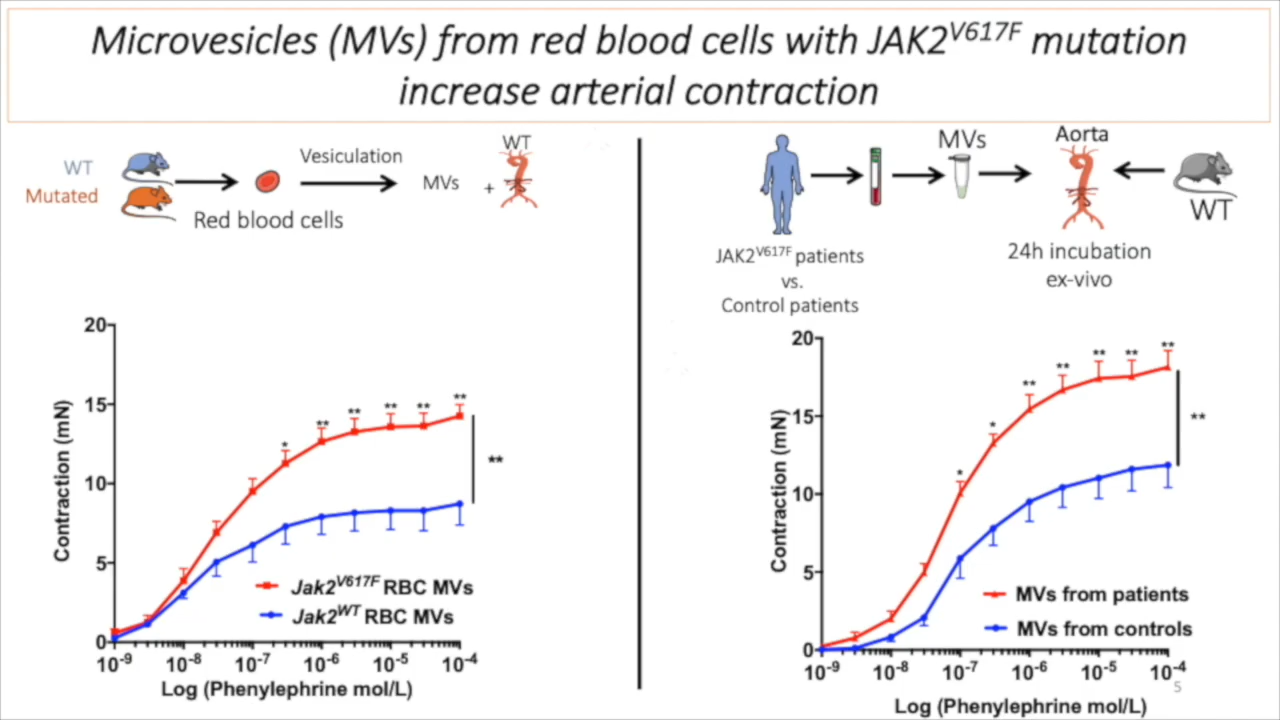 Microvesicles (MVs) from red blood cells with JAK2V617F mutation
increase arterial contraction
WT
Mutated
Red blood cells
Vesiculation
MVs
+
WT
JAK2V617F patients
vs.
Control patients
MVs
Aorta
24h incubation
ex-vivo
WT
Contraction (mN)
20
15
10
5
0
* ** ** ** ** **
**
Jak2V617F RBC MVs
Jak2WT RBC MVs
10-9 10-8 10-7 10-6 10-5 10-4
Log (Phenylephrine mol/L)
Contraction (mN)
20
15
10
5
0
* * ** ** ** ** **
**
MVs from patients
MVs from controls
10-9 10-8 10-7 10-6 10-5 10-4
Log (Phenylephrine mol/L)
5